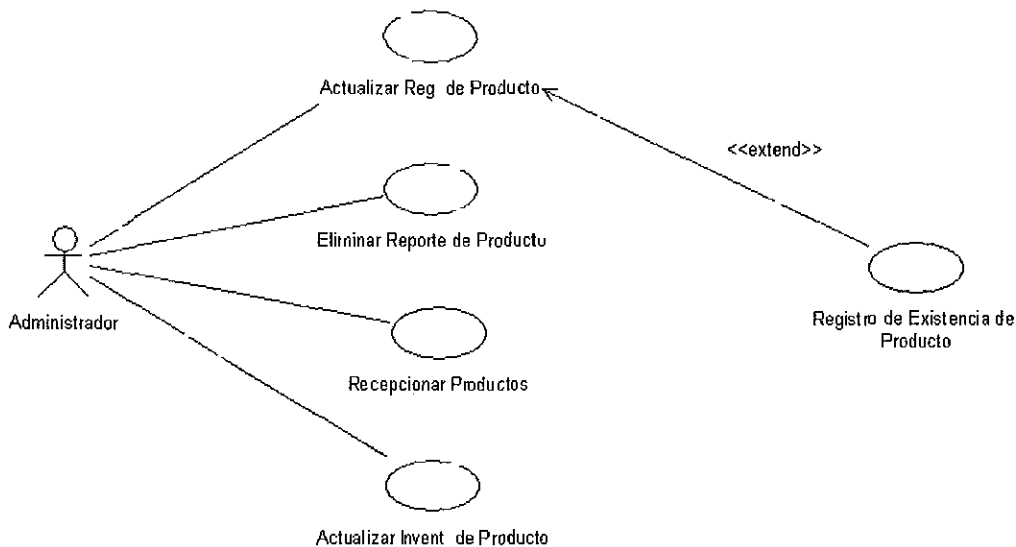 Actualizar Reg de Producto
<<extend>>
Eliminar Reporte de Producto
Administrador
Registro de Existencia de
Producto
Recepcionar Productos
Actualizar Invent de Producto